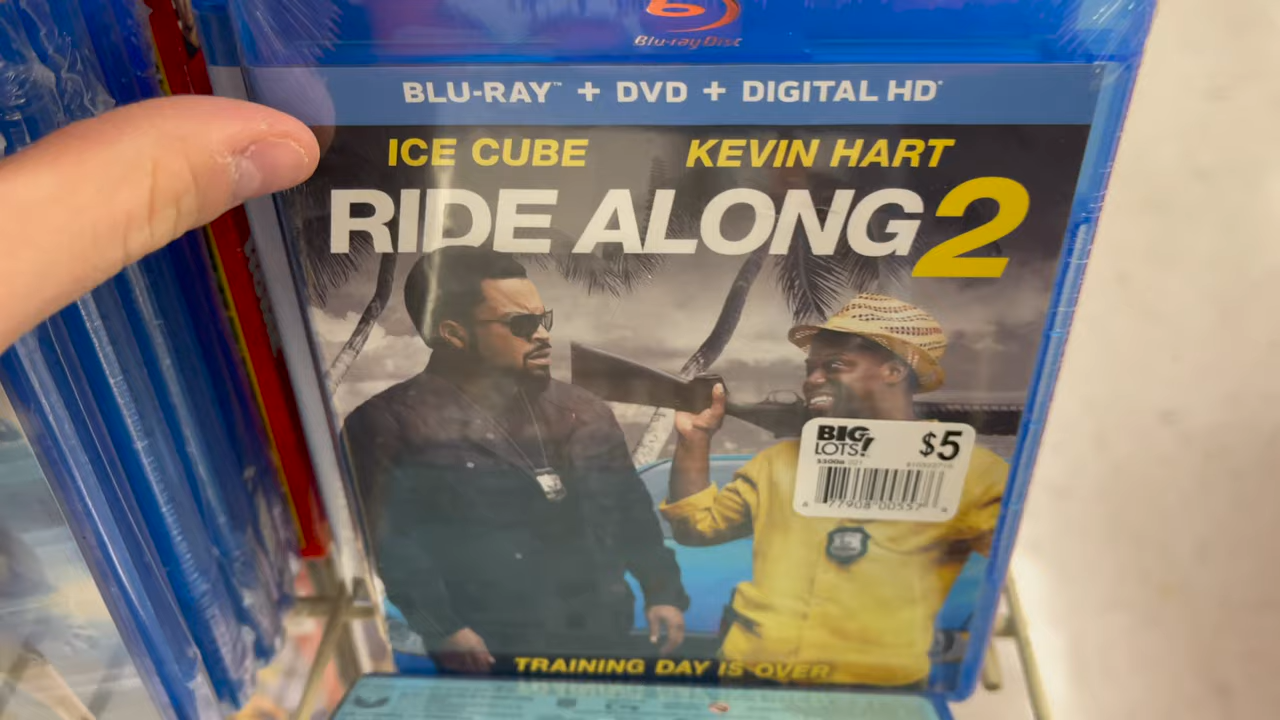 Blu-ray Disc
BLU-RAY™ + DVD + DIGITAL HD*
ICE CUBE KEVIN HART
RIDE ALONG 2
BIG LOTS! $5
TRAINING DAY IS OVER